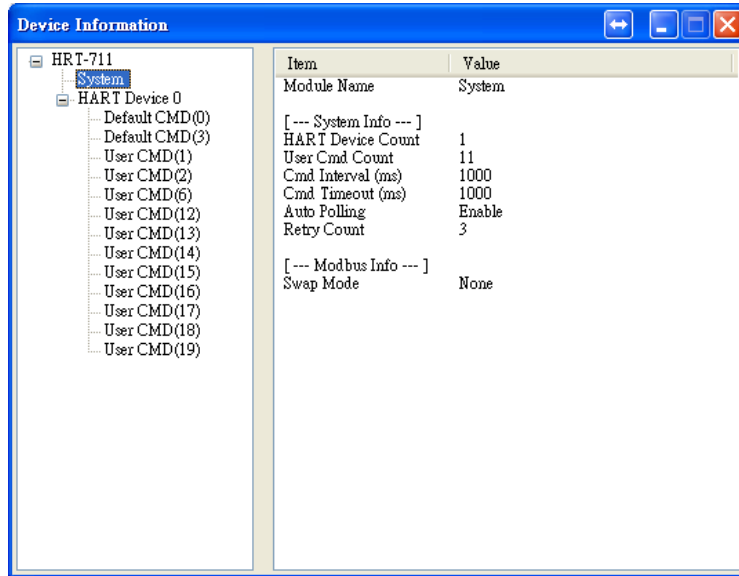 Device Information
HRT-711
System
HART Device 0
Default CMD(0)
Default CMD(3)
User CMD(1)
User CMD(2)
User CMD(6)
User CMD(12)
User CMD(13)
User CMD(14)
User CMD(15)
User CMD(16)
User CMD(17)
User CMD(18)
User CMD(19)
Item Value
Module Name System
[ --- System Info --- ]
HART Device Count 1
User Cmd Count 11
Cmd Interval (ms) 1000
Cmd Timeout (ms) 1000
Auto Polling Enable
Retry Count 3
[ --- Modbus Info --- ]
Swap Mode None